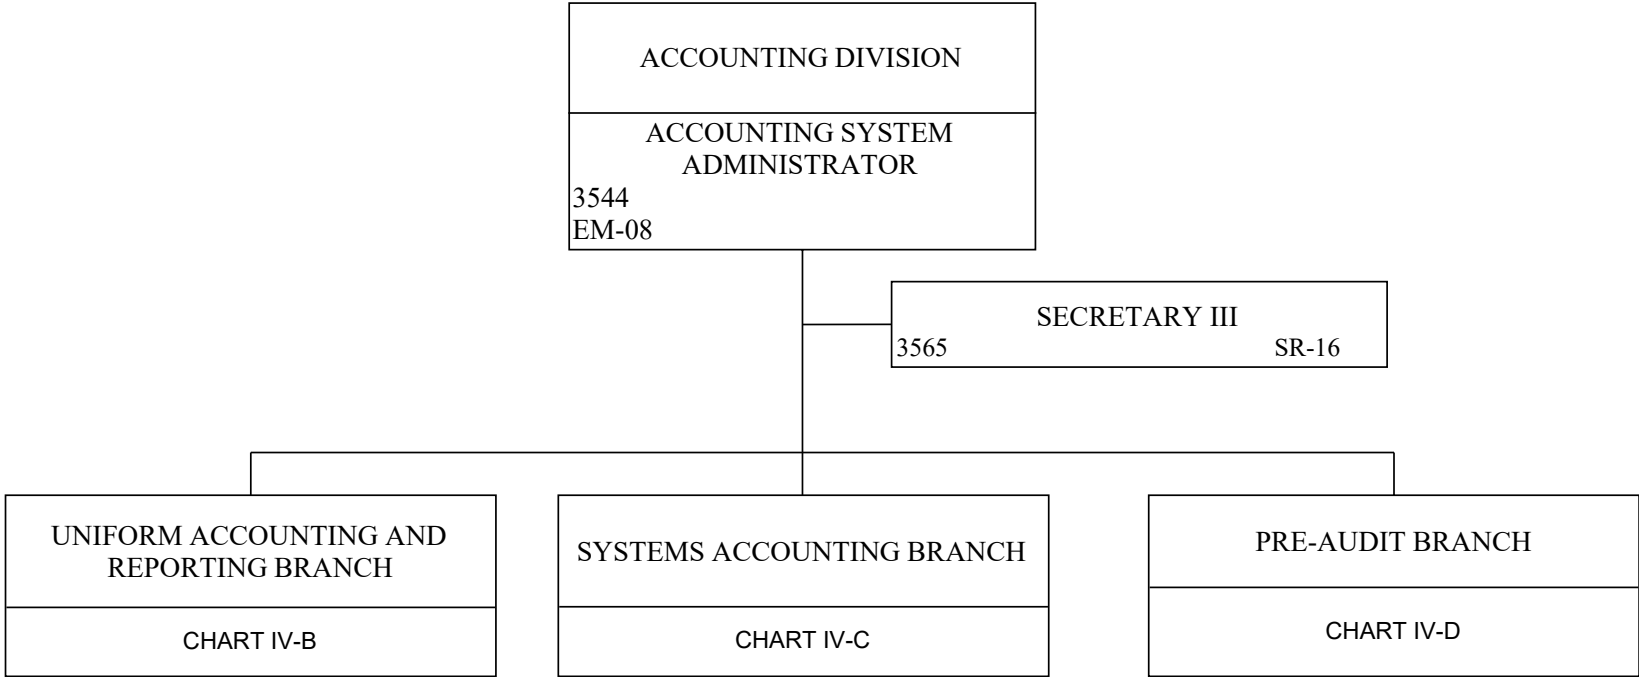 ACCOUNTING DIVISION
ACCOUNTING SYSTEM
ADMINISTRATOR
3544
EM-08
SECRETARY III
3565 SR-16
UNIFORM ACCOUNTING AND
REPORTING BRANCH
CHART IV-B
SYSTEMS ACCOUNTING BRANCH
CHART IV-C
PRE-AUDIT BRANCH
CHART IV-D